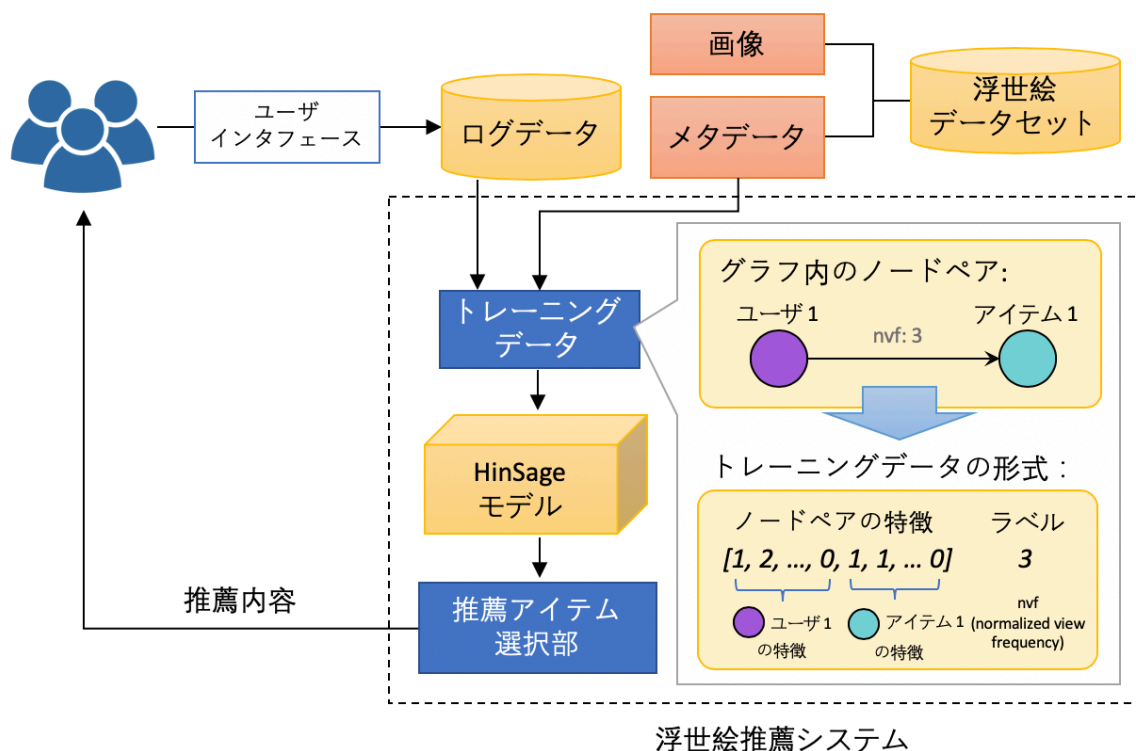 ユーザ
インタフェース
ログデータ
画像
メタデータ
浮世絵
データセット
トレーニング
データ
HinSage
モデル
推薦アイテム
選択部
推薦内容
グラフ内のノードペア:
ユーザ 1
アイテム 1
nvf: 3
トレーニングデータの形式：
ノードペアの特徴
ラベル
[1, 2, ..., 0, 1, 1, ... 0]
3
ユーザ 1
の特徴
アイテム 1
の特徴
nvf
(normalized view
frequency)
浮世絵推薦システム